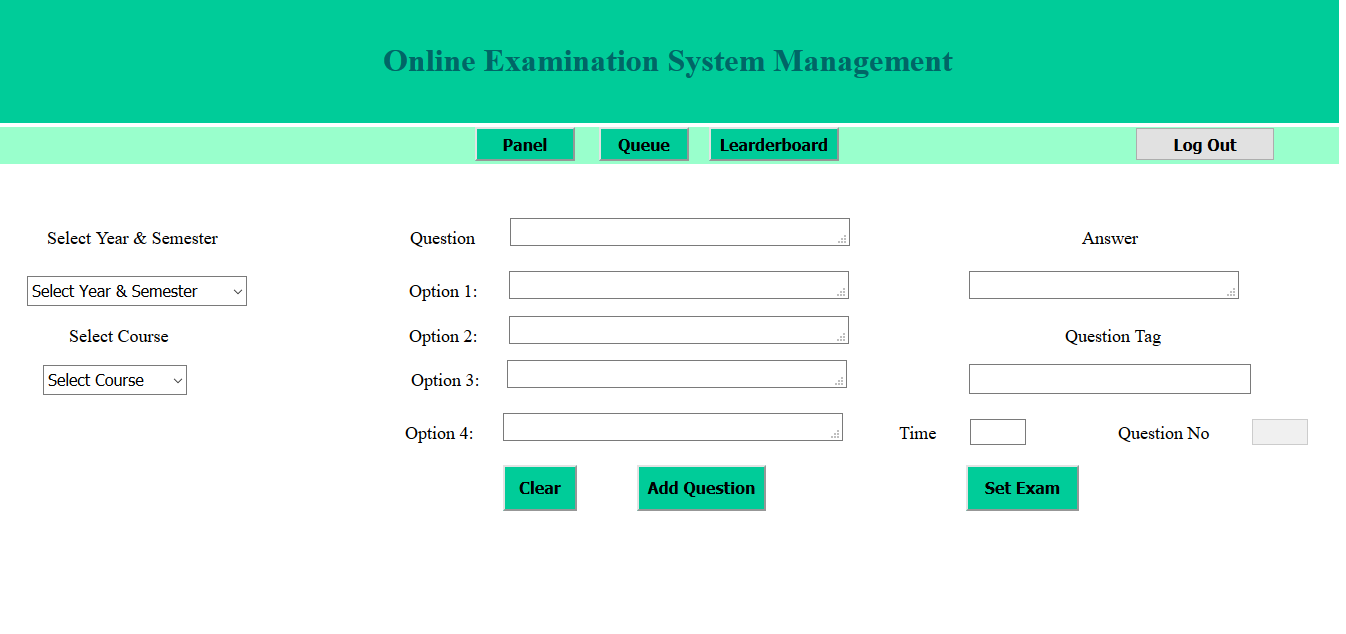 Online Examination System Management
Panel Queue Learderboard Log Out
Select Year & Semester Question Answer
Select Year & Semester Option 1:
Select Course Option 2: Question Tag
Select Course Option 3:
Option 4: Time Question No
Clear Add Question Set Exam